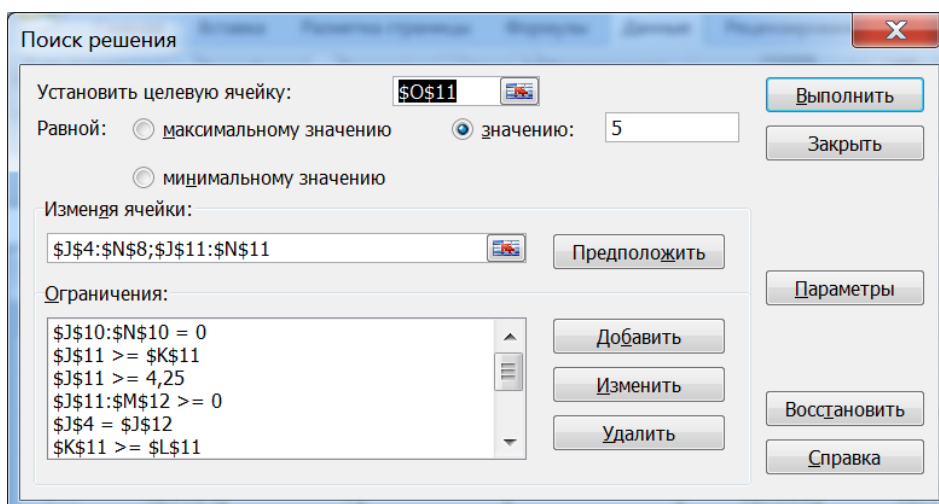 Поиск решения
Установить целевую ячейку: $O$11
Равной: максимальному значению значению: 5
минимальному значению
Изменяя ячейки:
$J$4:$N$8;$J$11:$N$11
Предположить
Ограничения:
$J$10:$N$10 = 0
$J$11 >= $K$11
$J$11 >= 4,25
$J$11:$M$12 >= 0
$J$4 = $J$12
$K$11 >= $L$11
Добавить
Изменить
Удалить
Выполнить
Закрыть
Параметры
Восстановить
Справка